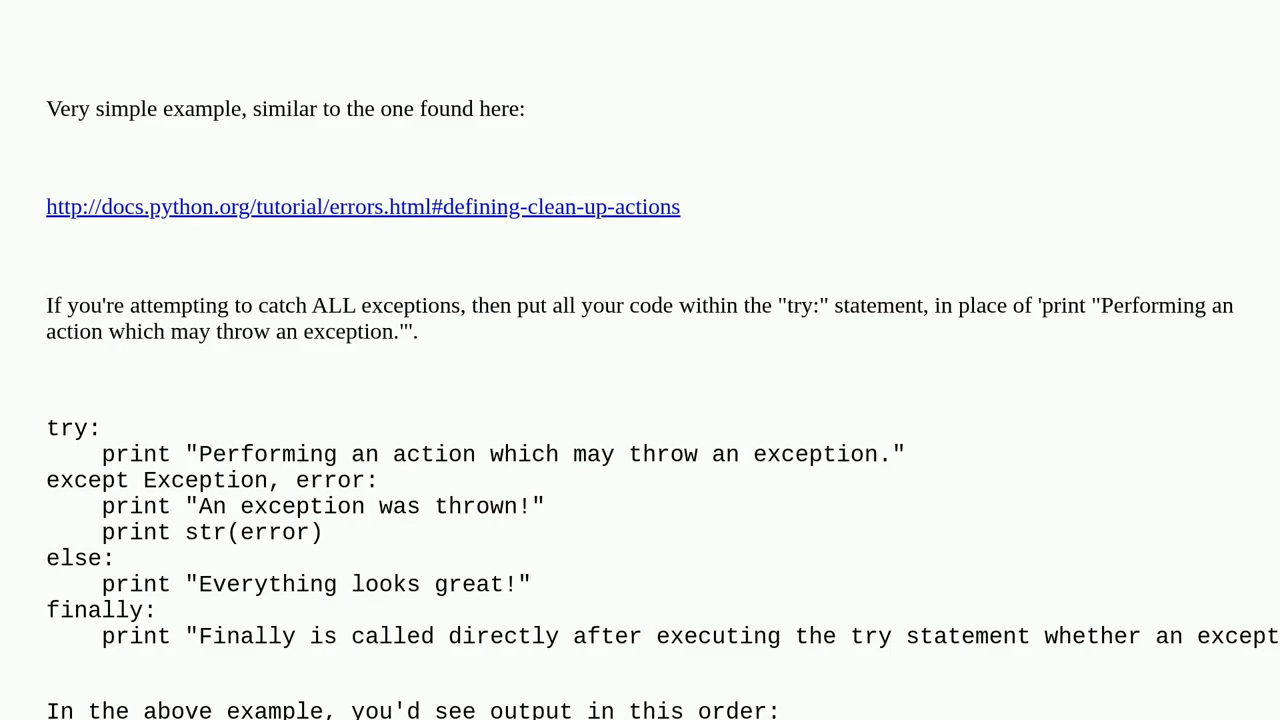 Very simple example, similar to the one found here:
http://docs.python.org/tutorial/errors.html#defining-clean-up-actions
If you're attempting to catch ALL exceptions, then put all your code within the "try:" statement, in place of 'print "Performing an
action which may throw an exception."'.
try:
    print "Performing an action which may throw an exception."
except Exception, error:
    print "An exception was thrown!"
    print str(error)
else:
    print "Everything looks great!"
finally:
    print "Finally is called directly after executing the try statement whether an except
In the above example, you'd see output in this order: